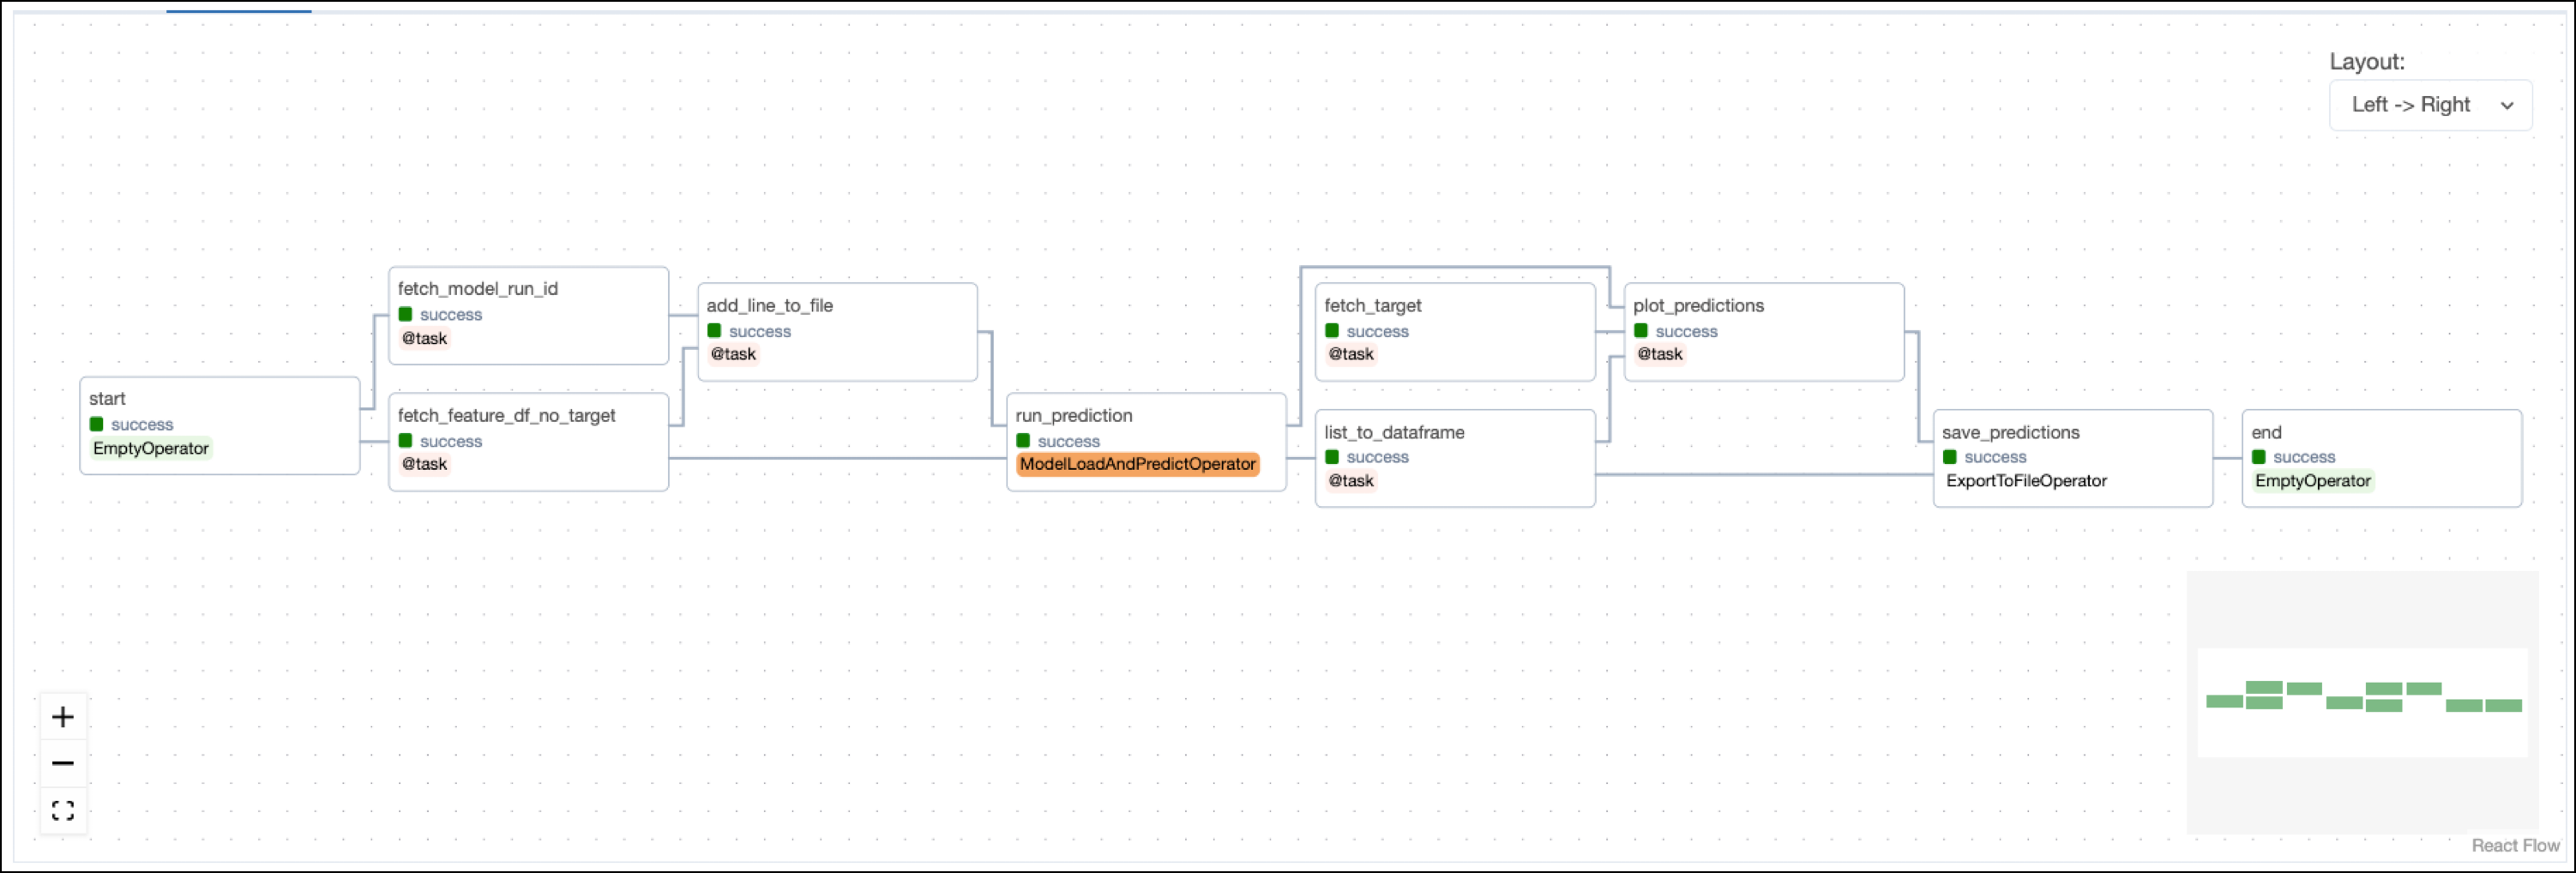 Layout:
Left -> Right
start
success
EmptyOperator
fetch_model_run_id
success
@task
fetch_feature_df_no_target
success
@task
add_line_to_file
success
@task
run_prediction
success
ModelLoadAndPredictOperator
fetch_target
success
@task
list_to_dataframe
success
@task
plot_predictions
success
@task
save_predictions
success
ExportToFileOperator
end
success
EmptyOperator
React Flow